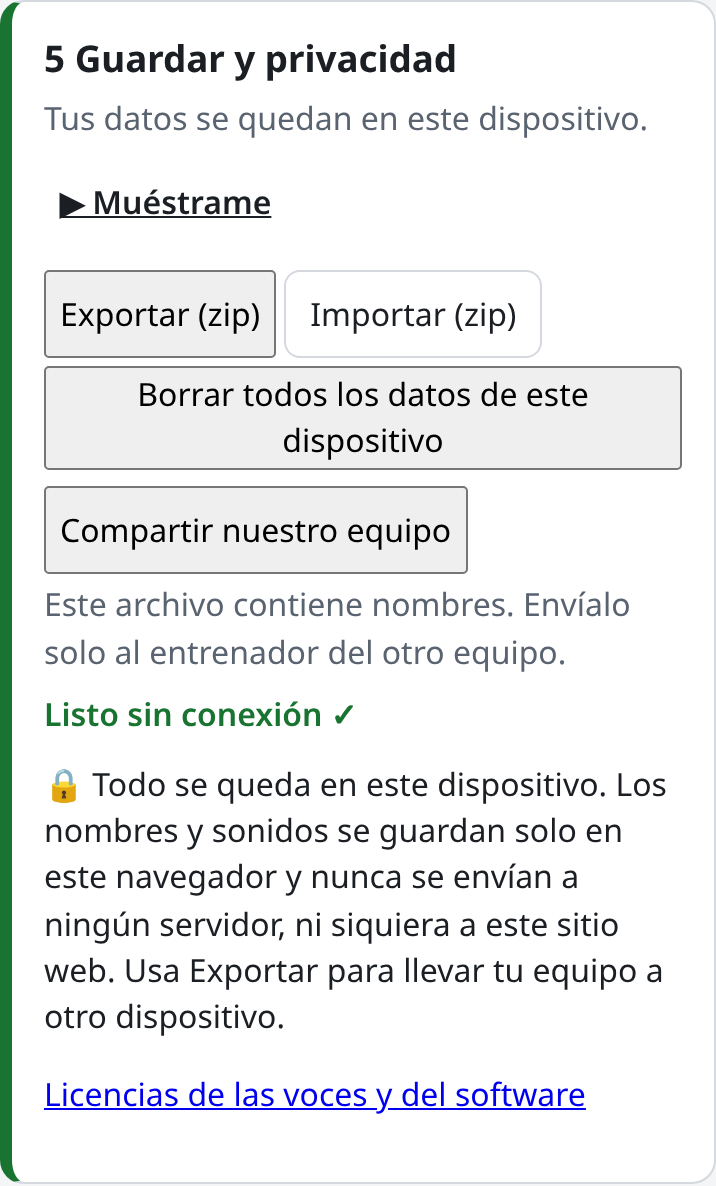 5 Guardar y privacidad
Tus datos se quedan en este dispositivo.
▶ Muéstrame
Exportar (zip) Importar (zip)
Borrar todos los datos de este
dispositivo
Compartir nuestro equipo
Este archivo contiene nombres. Envíalo
solo al entrenador del otro equipo.
Listo sin conexión ✓
🔒 Todo se queda en este dispositivo. Los
nombres y sonidos se guardan solo en
este navegador y nunca se envían a
ningún servidor, ni siquiera a este sitio
web. Usa Exportar para llevar tu equipo a
otro dispositivo.
Licencias de las voces y del software